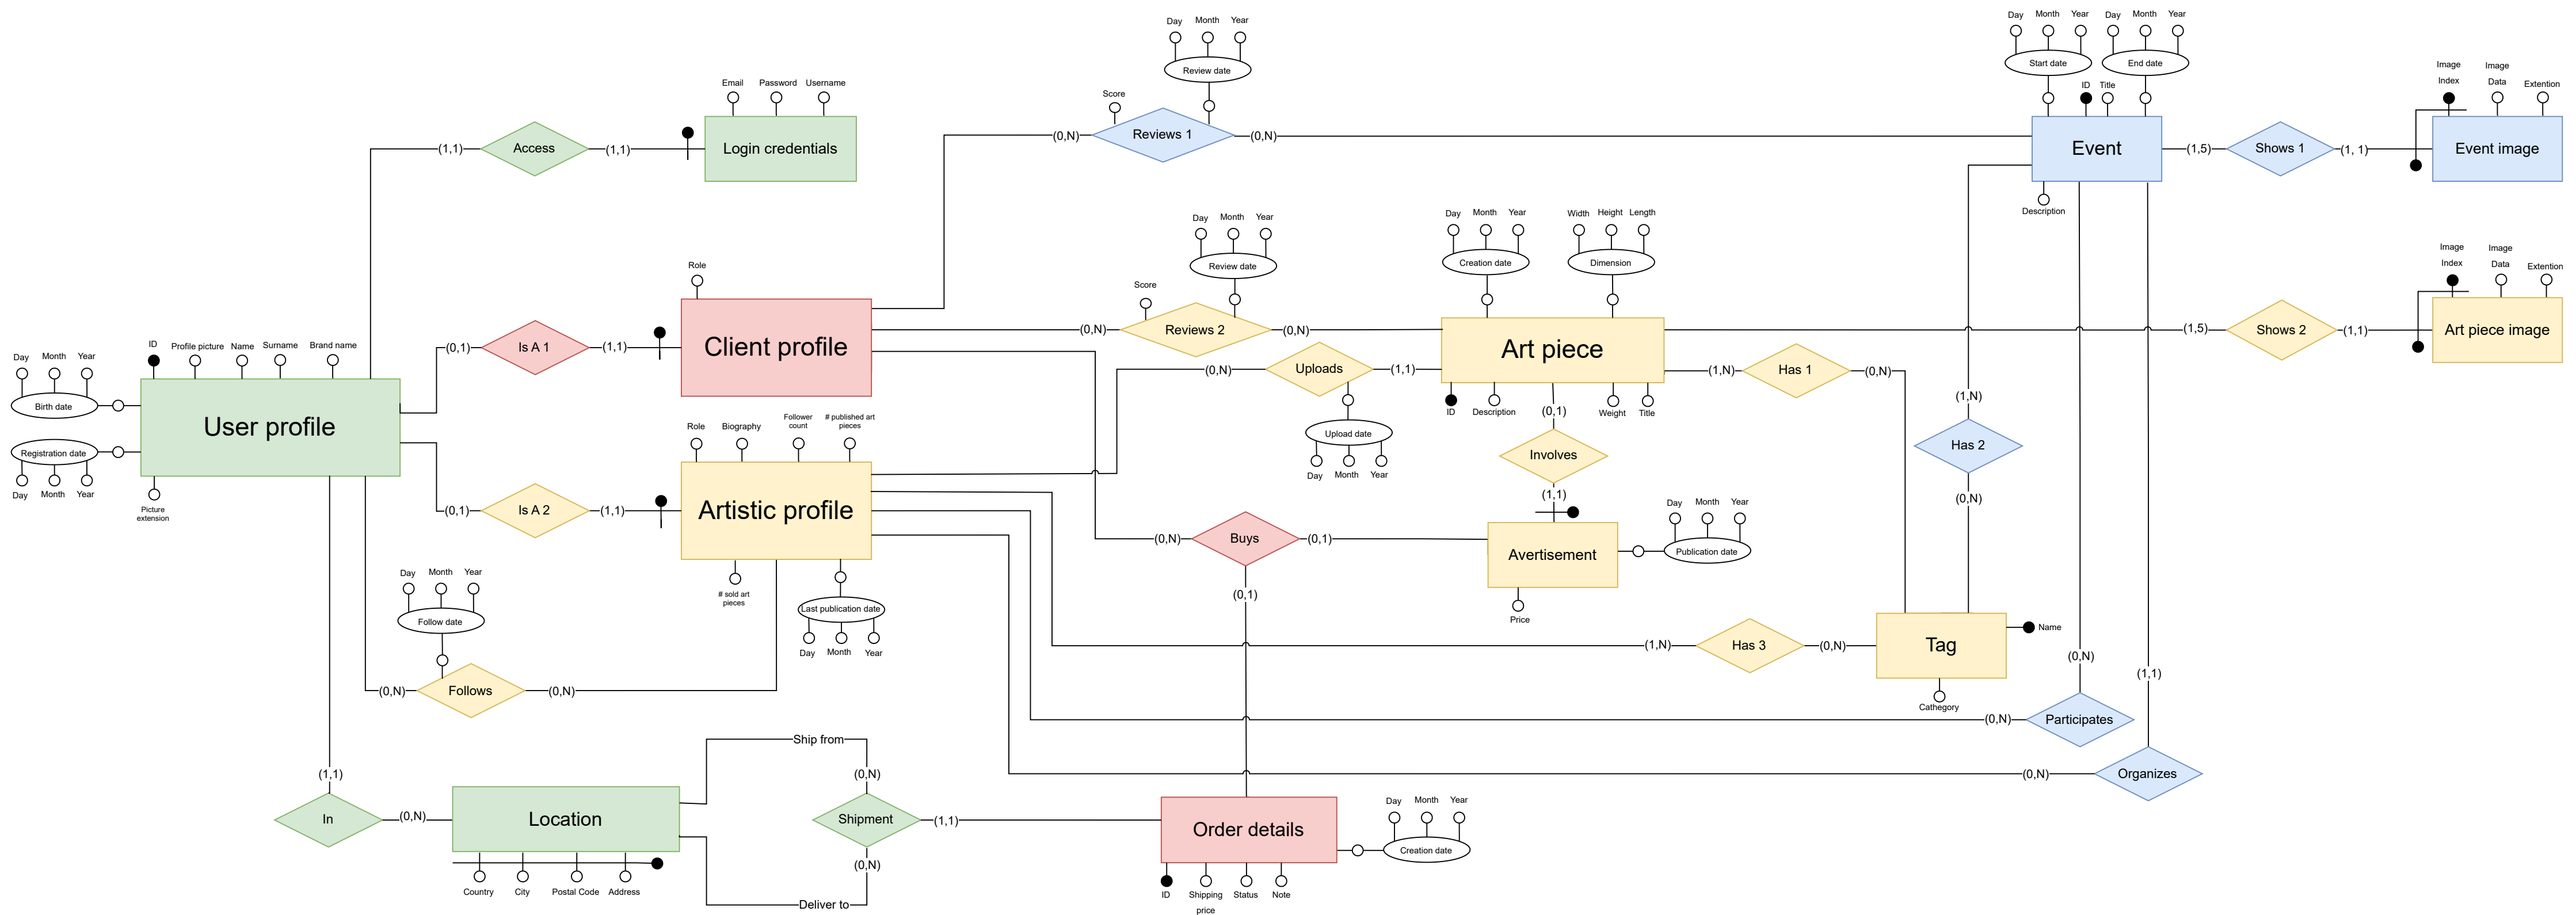 Day Month Year
Review date
Score
Reviews 1
(0,N)
(0,N)
Day Month Year
Start date
Day Month Year
End date
ID Title
Event
Description
(1,5)
Shows 1
(1, 1)
Image
Index
Image
Data
Extention
Event image
Email Password Username
(1,1)
Access
(1,1)
Login credentials
Role
Client profile
(0,1)
Is A 1
(1,1)
Day Month Year
Review date
Score
(0,N)
Reviews 2
(0,N)
Day Month Year
Creation date
Width Height Length
Dimension
Art piece
ID
Description
Weight
Title
(1,5)
Shows 2
(1,1)
Image
Index
Image
Data
Extention
Art piece image
(0,N)
Uploads
(1,1)
Upload date
Day Month Year
(1,N)
Has 1
(0,N)
(1,N)
Has 2
(0,N)
(0,1)
Involves
(1,1)
ID
Profile picture
Name
Surname
Brand name
Day Month Year
Birth date
User profile
Registration date
Day Month Year
Picture
extension
(0,1)
Is A 2
(1,1)
Role
Biography
Follower
count
# published art
pieces
Artistic profile
# sold art
pieces
Last publication date
Day Month Year
(0,N)
Buys
(0,1)
(0,1)
Avertisement
Price
Day Month Year
Publication date
Day Month Year
Follow date
(0,N)
Follows
(0,N)
(1,N)
Has 3
(0,N)
Tag
Name
Cathegory
(0,N)
(0,N)
Participates
(1,1)
(0,N)
Organizes
(1,1)
In
(0,N)
Location
Country
City
Postal Code
Address
Ship from
(0,N)
Shipment
(1,1)
(0,N)
Deliver to
Order details
ID
Shipping
price
Status
Note
Day Month Year
Creation date